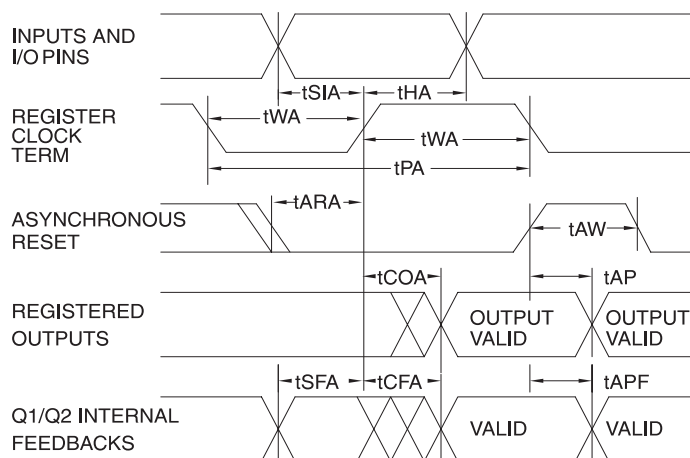 INPUTS AND
I/O PINS
tSIA
tHA
REGISTER
CLOCK
TERM
tWA
tWA
tPA
ASYNCHRONOUS
RESET
tARA
tAW
tCOA
tAP
REGISTERED
OUTPUTS
OUTPUT
VALID
OUTPUT
VALID
tSFA
tCFA
tAPF
Q1/Q2 INTERNAL
FEEDBACKS
VALID
VALID